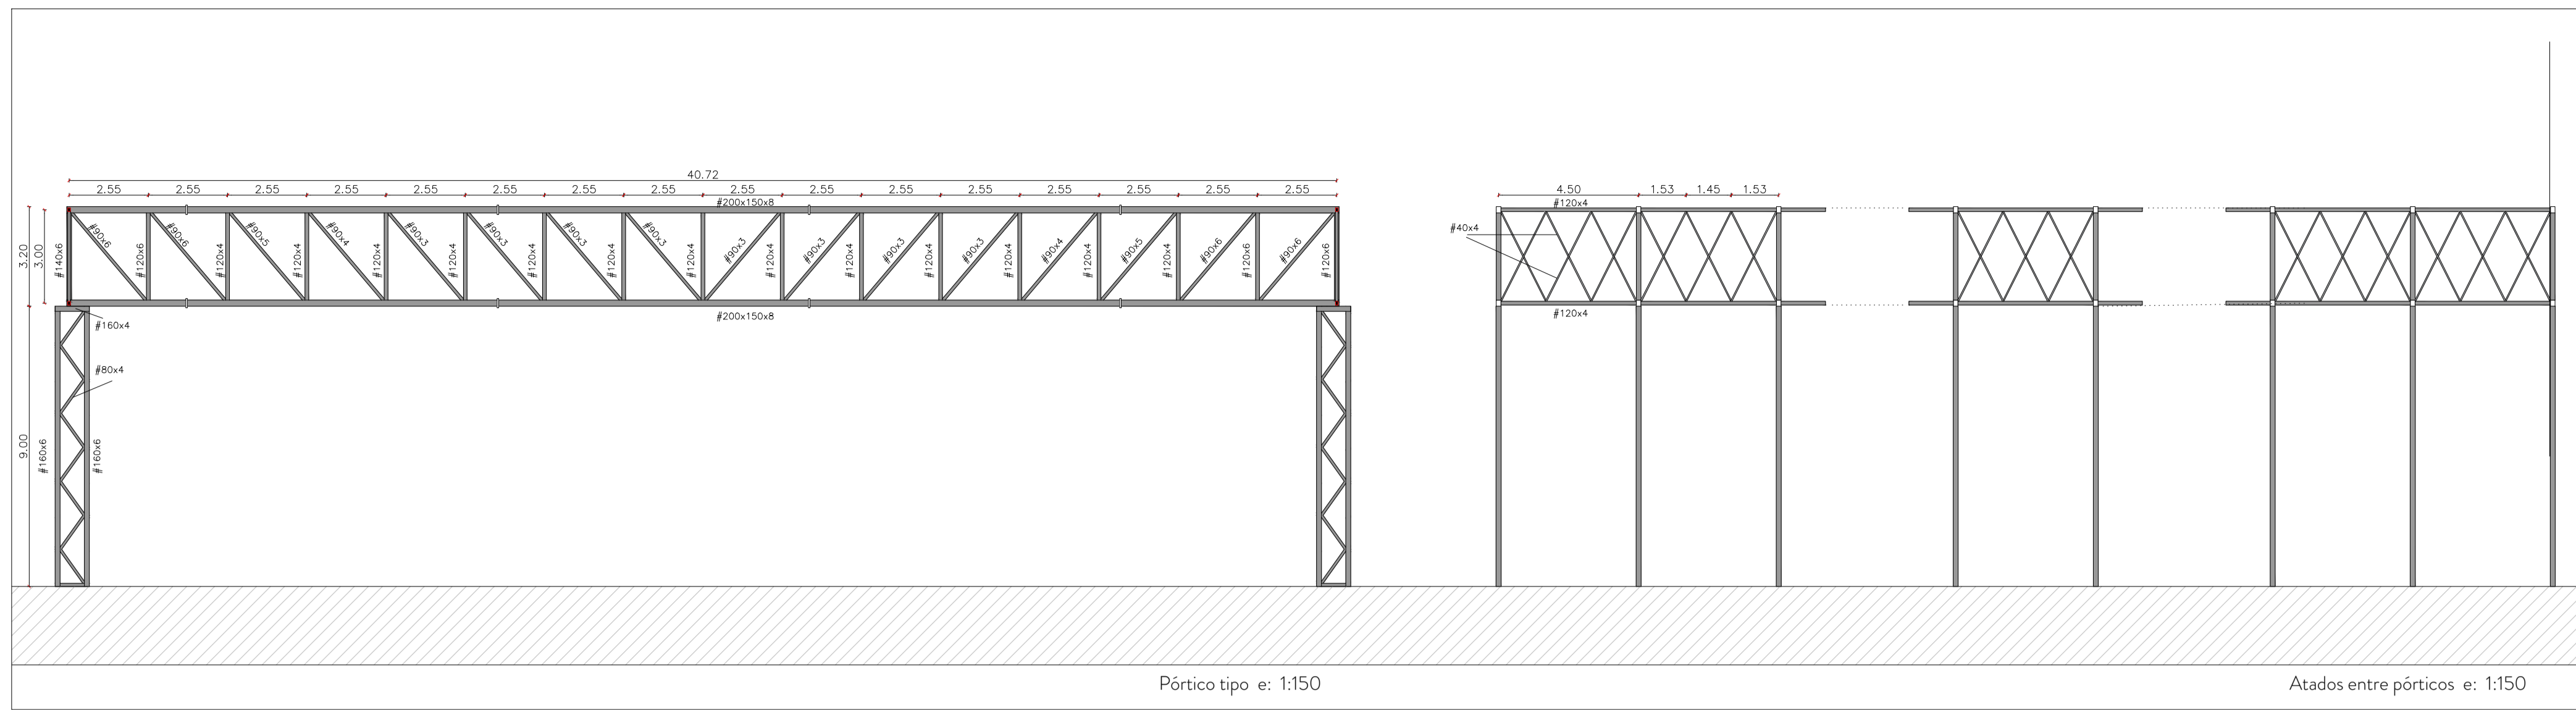 40.72
2.55 2.55 2.55 2.55 2.55 2.55 2.55 2.55 2.55 2.55 2.55 2.55 2.55 2.55 2.55 2.55
#200x150x8
3.20
3.00
#140x6
#90x6
#120x6
#90x6
#120x4
#90x5
#120x4
#90x4
#120x4
#90x3
#120x4
#90x3
#120x4
#90x3
#120x4
#90x3
#120x4
#90x3
#120x4
#90x3
#120x4
#90x3
#120x4
#90x3
#120x4
#90x4
#120x4
#90x5
#120x4
#90x6
#120x6
#90x6
#120x6
#200x150x8
#160x4
#80x4
9.00
#160x6
#160x6
4.50 1.53 1.45 1.53
#120x4
#40x4
#120x4
Pórtico tipo e: 1:150
Atados entre pórticos e: 1:150